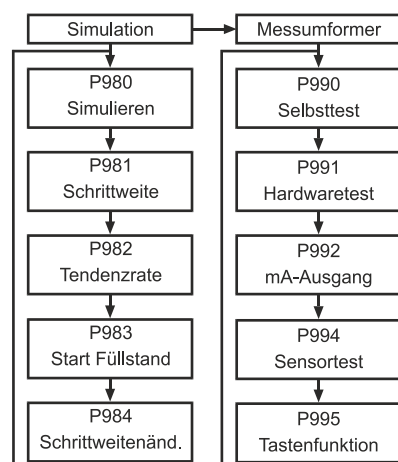 Simulation
P980
Simulieren
P981
Schrittweite
P982
Tendenzrate
P983
Start Füllstand
P984
Schrittweitenänd.
Messumformer
P990
Selbsttest
P991
Hardwaretest
P992
mA-Ausgang
P994
Sensortest
P995
Tastenfunktion